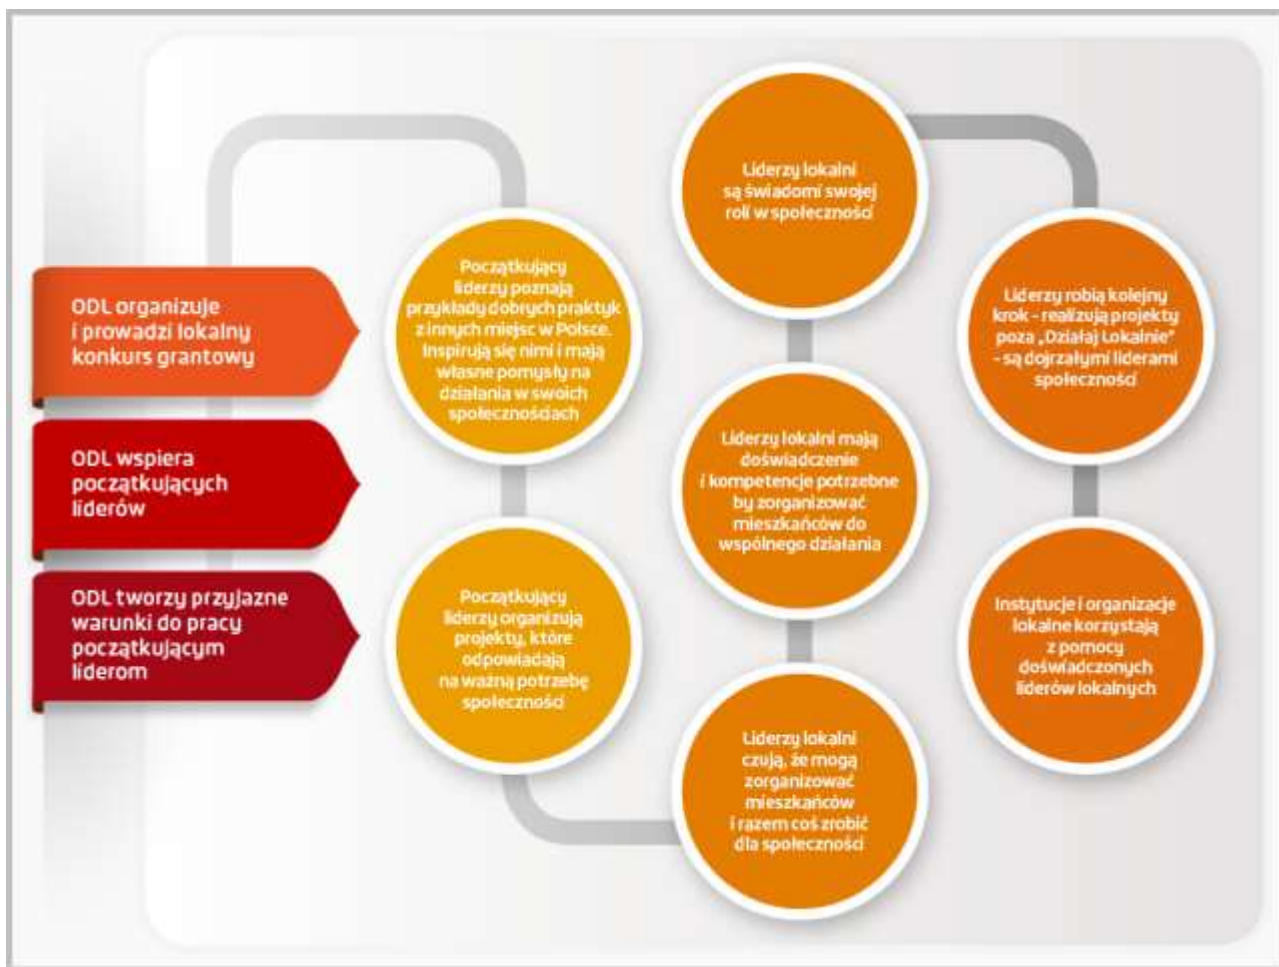 ODL organizuje
i prowadzi lokalny
konkurs grantowy
ODL wspiera
początkujących
liderów
ODL tworzy przyjazne
warunki do pracy
początkującym
liderom
Początkujący
liderzy poznają
przykłady dobrych praktyk
z innych miejsc w Polsce.
Inspirują się nimi i mają
własne pomysły na
działania w swoich
społecznościach
Początkujący
liderzy organizują
projekty, które
odpowiadają
na ważną potrzebę
społeczności
Liderzy lokalni
czują, że mogą
zorganizować
mieszkańców
i razem coś zrobić
dla społeczności
Liderzy lokalni mają
doświadczenie
i kompetencje potrzebne
by zorganizować
mieszkańców do
wspólnego działania
Liderzy lokalni
są świadomi swojej
roli w społeczności
Liderzy robią kolejny
krok - realizują projekty
poza „Działaj Lokalnie”
- są dojrzałymi liderami
społeczności
Instytucje i organizacje
lokalne korzystają
z pomocy
doświadczonych
liderów lokalnych